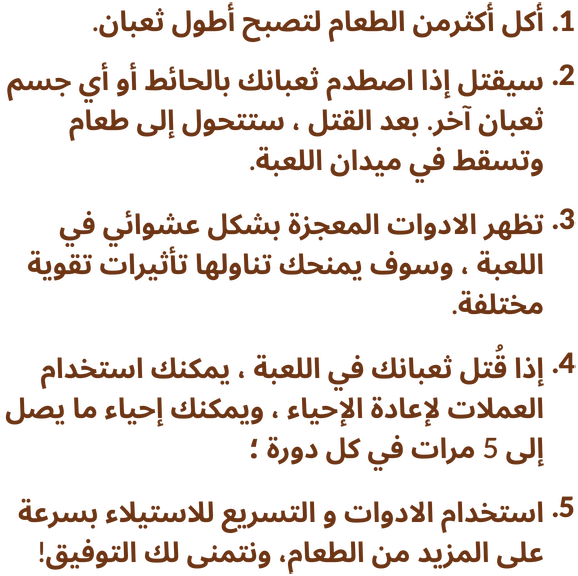 1. أكل أكثرمن الطعام لتصبح أطول ثعبان.
2. سيقتل إذا اصطدم ثعبانك بالحائط أو أي جسم
ثعبان آخر. بعد القتل ، ستتحول إلى طعام
وتسقط في ميدان اللعبة.
3. تظهر الادوات المعجزة بشكل عشوائي في
اللعبة ، وسوف يمنحك تناولها تأثيرات تقوية
مختلفة.
4. إذا قُتل ثعبانك في اللعبة ، يمكنك استخدام
العملات لإعادة الإحياء ، ويمكنك إحياء ما يصل
إلى 5 مرات في كل دورة ؛
5. استخدام الادوات و التسريع للاستيلاء بسرعة
على المزيد من الطعام، ونتمنى لك التوفيق!